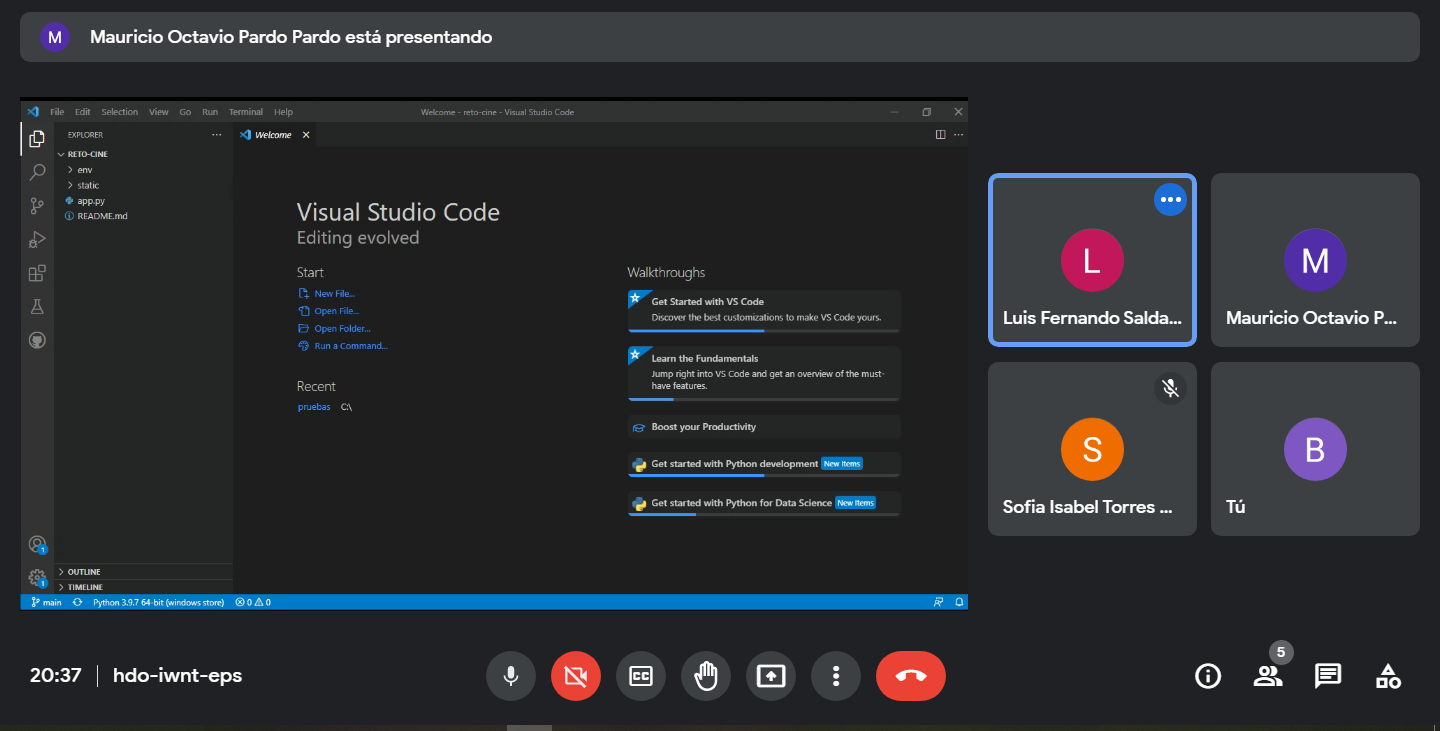 M Mauricio Octavio Pardo Pardo está presentando
File Edit Selection View Go Run Terminal Help Welcome - reto-cine - Visual Studio Code
EXPLORER
Welcome
RETO-CINE
env
static
app.py
README.md
OUTLINE
TIMELINE
Visual Studio Code
Editing evolved
Start
New File...
Open File...
Open Folder...
Run a Command...
Recent
pruebas C:\
Walkthroughs
Get Started with VS Code
Discover the best customizations to make VS Code yours.
Learn the Fundamentals
Jump right into VS Code and get an overview of the must-
have features.
Boost your Productivity
Get started with Python development New Items
Get started with Python for Data Science New Items
1
1
main Python 3.9.7 64-bit (windows store) 0 0
L
Luis Fernando Salda...
M
Mauricio Octavio P...
S
Sofia Isabel Torres ...
B
Tú
20:37 hdo-iwnt-eps
CC
5